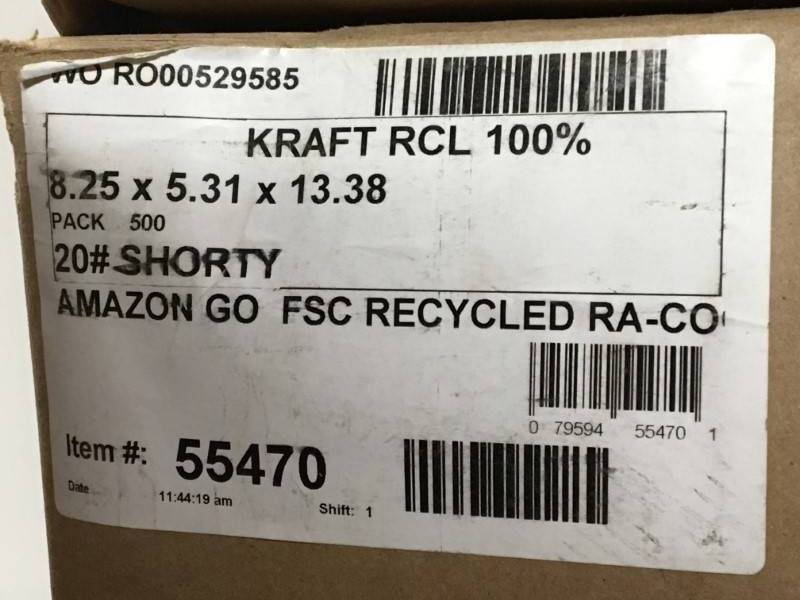 WO RO00529585
KRAFT RCL 100%
8.25 x 5.31 x 13.38
PACK 500
20# SHORTY
AMAZON GO FSC RECYCLED RA-CO
0 79594 55470 1
Item #: 55470
Date 11:44:19 am Shift: 1